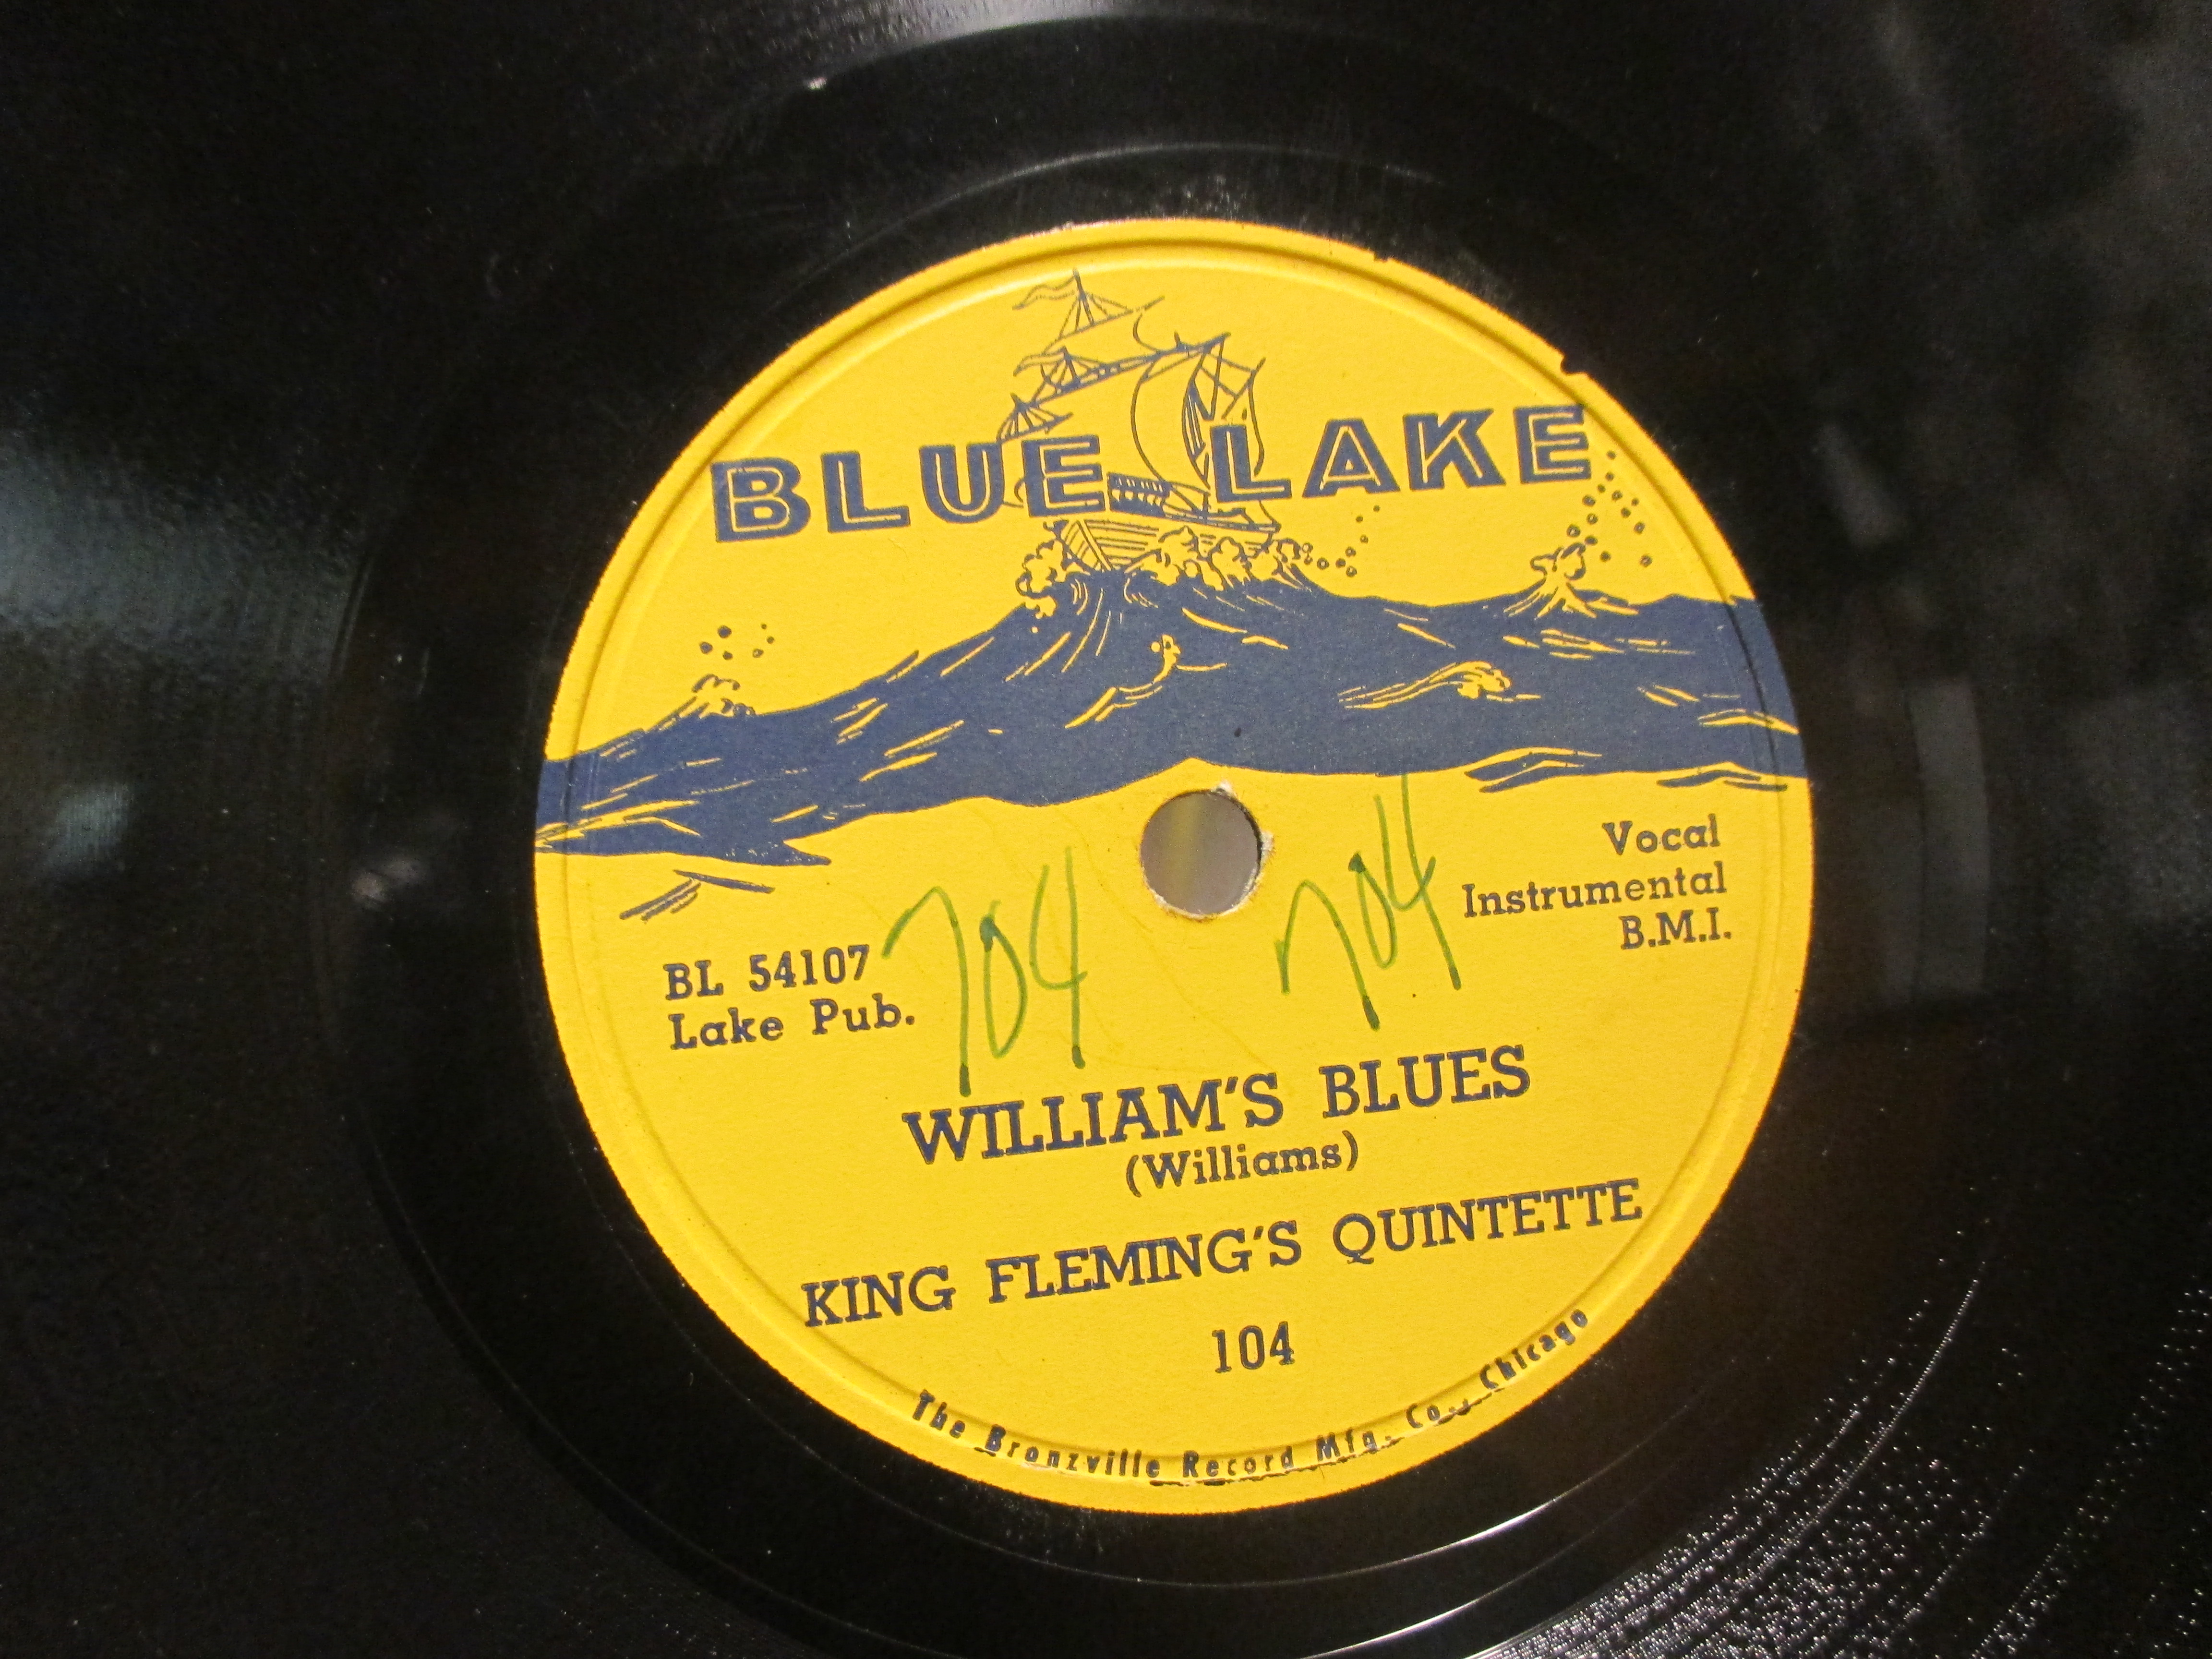 BLUE LAKE
Vocal
Instrumental
B.M.I.
BL 54107
Lake Pub.
704 704
WILLIAM'S BLUES
(Williams)
KING FLEMING'S QUINTETTE
104
The Bronzville Record Mfg. Co., Chicago